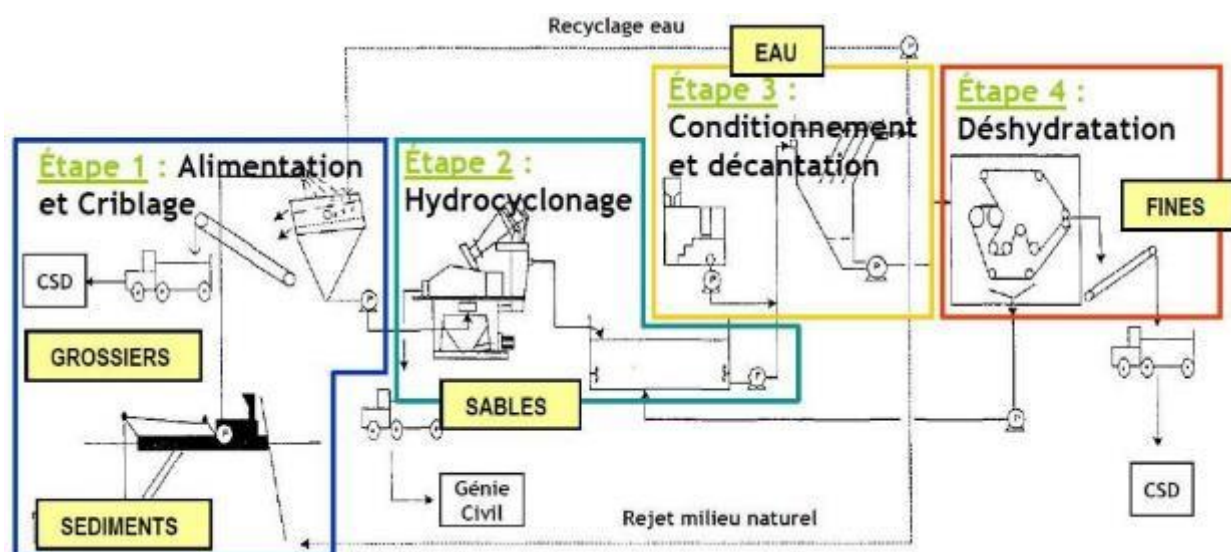 Recyclage eau
EAU
Étape 1 : Alimentation
et Criblage
CSD
GROSSIERS
SEDIMENTS
Étape 2 :
Hydrocyclonage
SABLES
Génie
Civil
Étape 3 :
Conditionnement
et décantation
Étape 4 :
Déshydratation
FINES
CSD
Rejet milieu naturel
P
P
P
P
P
P
P